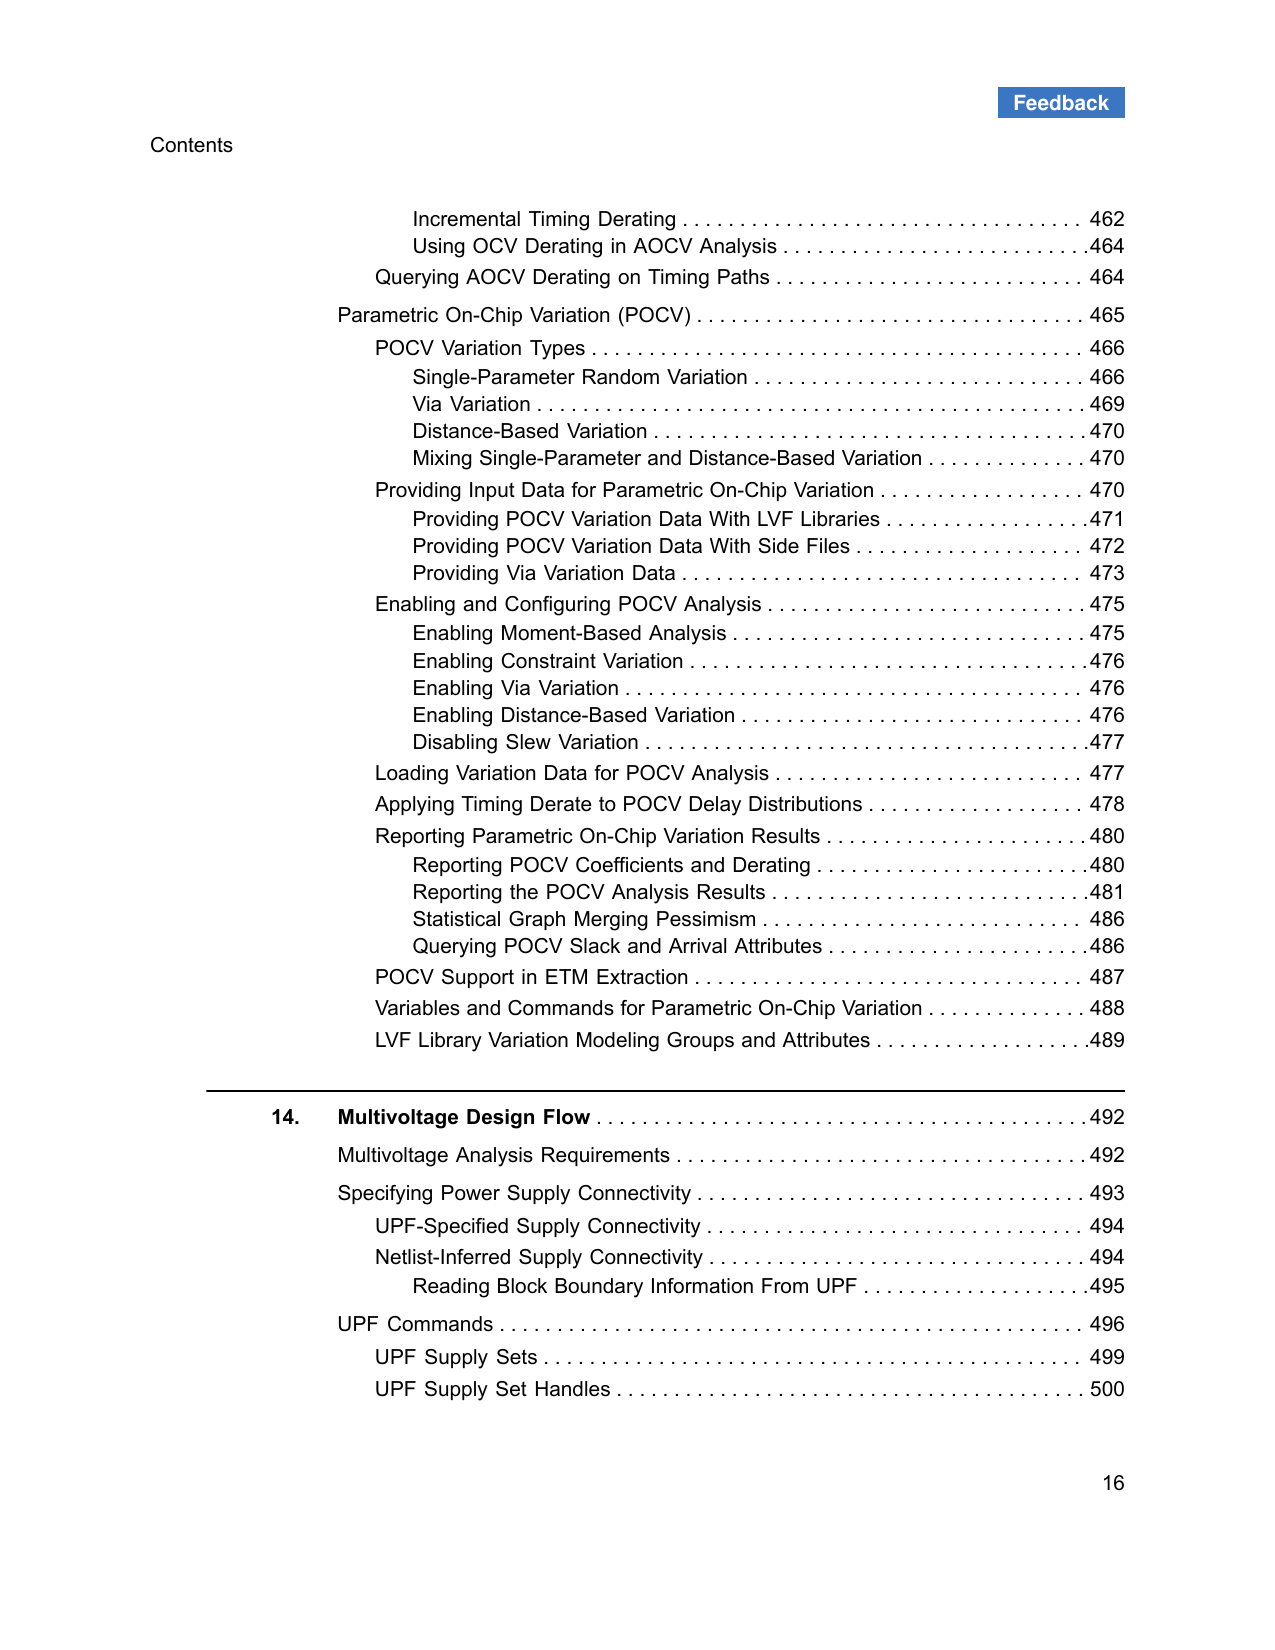 Feedback
Contents
Incremental Timing Derating . . . . . . . . . . . . . . . . . . . . . . . . . . . . . . . . . . . 462
Using OCV Derating in AOCV Analysis . . . . . . . . . . . . . . . . . . . . . . . . . . .464
Querying AOCV Derating on Timing Paths . . . . . . . . . . . . . . . . . . . . . . . . . . . 464
Parametric On-Chip Variation (POCV) . . . . . . . . . . . . . . . . . . . . . . . . . . . . . . . . . . 465
POCV Variation Types . . . . . . . . . . . . . . . . . . . . . . . . . . . . . . . . . . . . . . . . . . . 466
Single-Parameter Random Variation . . . . . . . . . . . . . . . . . . . . . . . . . . . . . 466
Via Variation . . . . . . . . . . . . . . . . . . . . . . . . . . . . . . . . . . . . . . . . . . . . . . . . 469
Distance-Based Variation . . . . . . . . . . . . . . . . . . . . . . . . . . . . . . . . . . . . . . 470
Mixing Single-Parameter and Distance-Based Variation . . . . . . . . . . . . . . 470
Providing Input Data for Parametric On-Chip Variation . . . . . . . . . . . . . . . . . . 470
Providing POCV Variation Data With LVF Libraries . . . . . . . . . . . . . . . . . .471
Providing POCV Variation Data With Side Files . . . . . . . . . . . . . . . . . . . . 472
Providing Via Variation Data . . . . . . . . . . . . . . . . . . . . . . . . . . . . . . . . . . . 473
Enabling and Configuring POCV Analysis . . . . . . . . . . . . . . . . . . . . . . . . . . . . 475
Enabling Moment-Based Analysis . . . . . . . . . . . . . . . . . . . . . . . . . . . . . . . 475
Enabling Constraint Variation . . . . . . . . . . . . . . . . . . . . . . . . . . . . . . . . . . .476
Enabling Via Variation . . . . . . . . . . . . . . . . . . . . . . . . . . . . . . . . . . . . . . . . 476
Enabling Distance-Based Variation . . . . . . . . . . . . . . . . . . . . . . . . . . . . . . 476
Disabling Slew Variation . . . . . . . . . . . . . . . . . . . . . . . . . . . . . . . . . . . . . . .477
Loading Variation Data for POCV Analysis . . . . . . . . . . . . . . . . . . . . . . . . . . . 477
Applying Timing Derate to POCV Delay Distributions . . . . . . . . . . . . . . . . . . . 478
Reporting Parametric On-Chip Variation Results . . . . . . . . . . . . . . . . . . . . . . . 480
Reporting POCV Coefficients and Derating . . . . . . . . . . . . . . . . . . . . . . . .480
Reporting the POCV Analysis Results . . . . . . . . . . . . . . . . . . . . . . . . . . . .481
Statistical Graph Merging Pessimism . . . . . . . . . . . . . . . . . . . . . . . . . . . . 486
Querying POCV Slack and Arrival Attributes . . . . . . . . . . . . . . . . . . . . . . .486
POCV Support in ETM Extraction . . . . . . . . . . . . . . . . . . . . . . . . . . . . . . . . . . 487
Variables and Commands for Parametric On-Chip Variation . . . . . . . . . . . . . . 488
LVF Library Variation Modeling Groups and Attributes . . . . . . . . . . . . . . . . . . .489
14. Multivoltage Design Flow . . . . . . . . . . . . . . . . . . . . . . . . . . . . . . . . . . . . . . . . . . . 492
Multivoltage Analysis Requirements . . . . . . . . . . . . . . . . . . . . . . . . . . . . . . . . . . . . 492
Specifying Power Supply Connectivity . . . . . . . . . . . . . . . . . . . . . . . . . . . . . . . . . . 493
UPF-Specified Supply Connectivity . . . . . . . . . . . . . . . . . . . . . . . . . . . . . . . . . 494
Netlist-Inferred Supply Connectivity . . . . . . . . . . . . . . . . . . . . . . . . . . . . . . . . . 494
Reading Block Boundary Information From UPF . . . . . . . . . . . . . . . . . . . .495
UPF Commands . . . . . . . . . . . . . . . . . . . . . . . . . . . . . . . . . . . . . . . . . . . . . . . . . . . 496
UPF Supply Sets . . . . . . . . . . . . . . . . . . . . . . . . . . . . . . . . . . . . . . . . . . . . . . . 499
UPF Supply Set Handles . . . . . . . . . . . . . . . . . . . . . . . . . . . . . . . . . . . . . . . . . 500
16